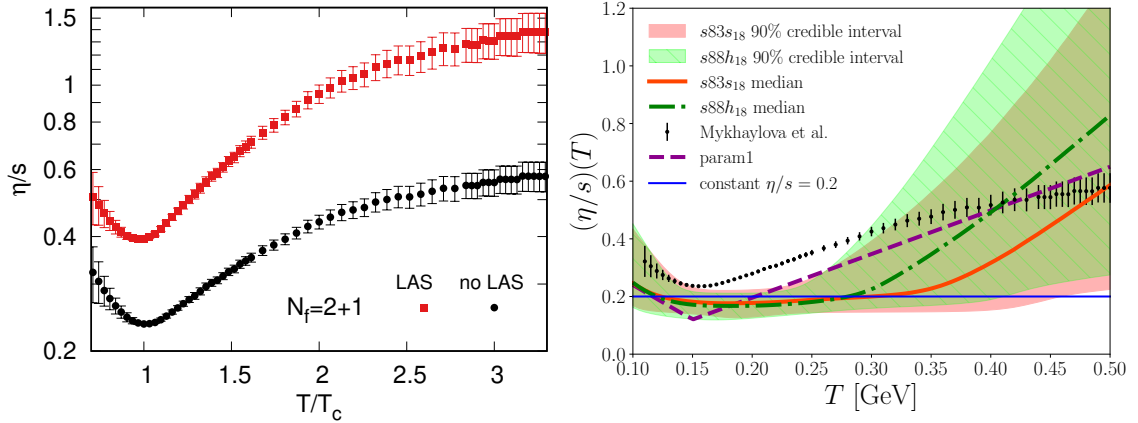 η/s
1
0.8
0.6
0.4
0.2
LAS no LAS
N_f=2+1
1 1.5 2 2.5 3
T/T_c
(η/s)(T)
1.2
1.0
0.8
0.6
0.4
0.2
0.0
s83s₁₈ 90% credible interval
s88h₁₈ 90% credible interval
s83s₁₈ median
s88h₁₈ median
Mykhaylova et al.
param1
constant η/s = 0.2
0.10 0.15 0.20 0.25 0.30 0.35 0.40 0.45 0.50
T [GeV]